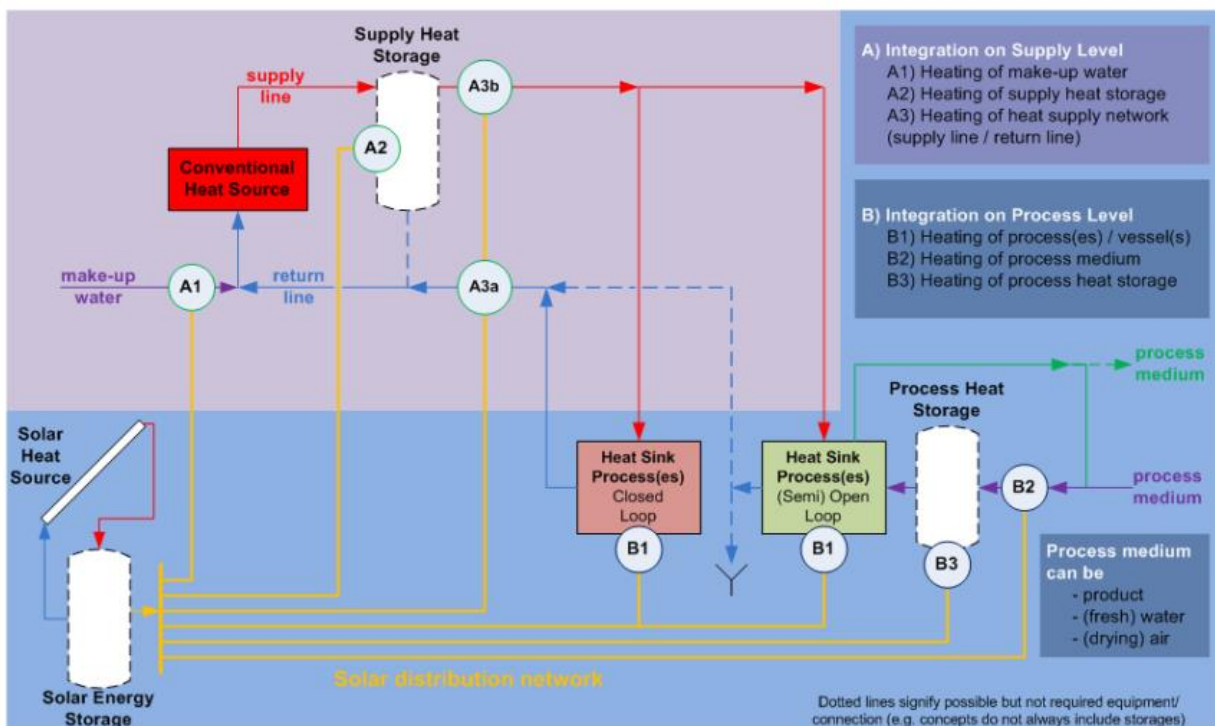 Supply Heat
Storage
supply
line
A3b
A2
Conventional
Heat Source
make-up
water
A1
return
line
A3a
A) Integration on Supply Level
A1) Heating of make-up water
A2) Heating of supply heat storage
A3) Heating of heat supply network
(supply line / return line)
B) Integration on Process Level
B1) Heating of process(es) / vessel(s)
B2) Heating of process medium
B3) Heating of process heat storage
process
medium
Process Heat
Storage
Solar
Heat
Source
Heat Sink
Process(es)
Closed
Loop
B1
Heat Sink
Process(es)
(Semi) Open
Loop
B1
B2
B3
process
medium
Process medium
can be
- product
- (fresh) water
- (drying) air
Solar distribution network
Solar Energy
Storage
Dotted lines signify possible but not required equipment/
connection (e.g. concepts do not always include storages)